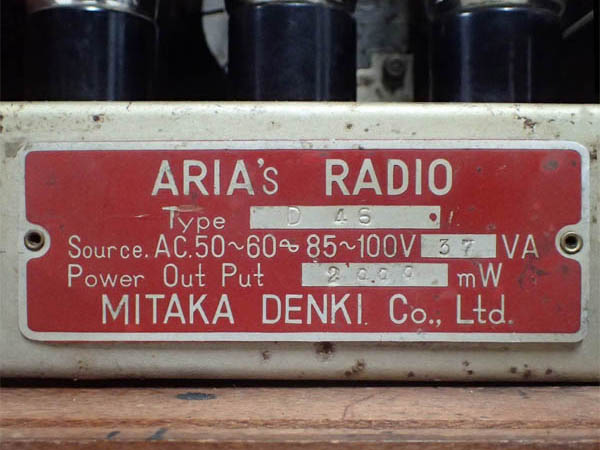 ARIA's RADIO
Type D 46
Source. AC.50~60~85~100V 37 VA
Power Out Put 2000 mW
MITAKA DENKI. Co., Ltd.